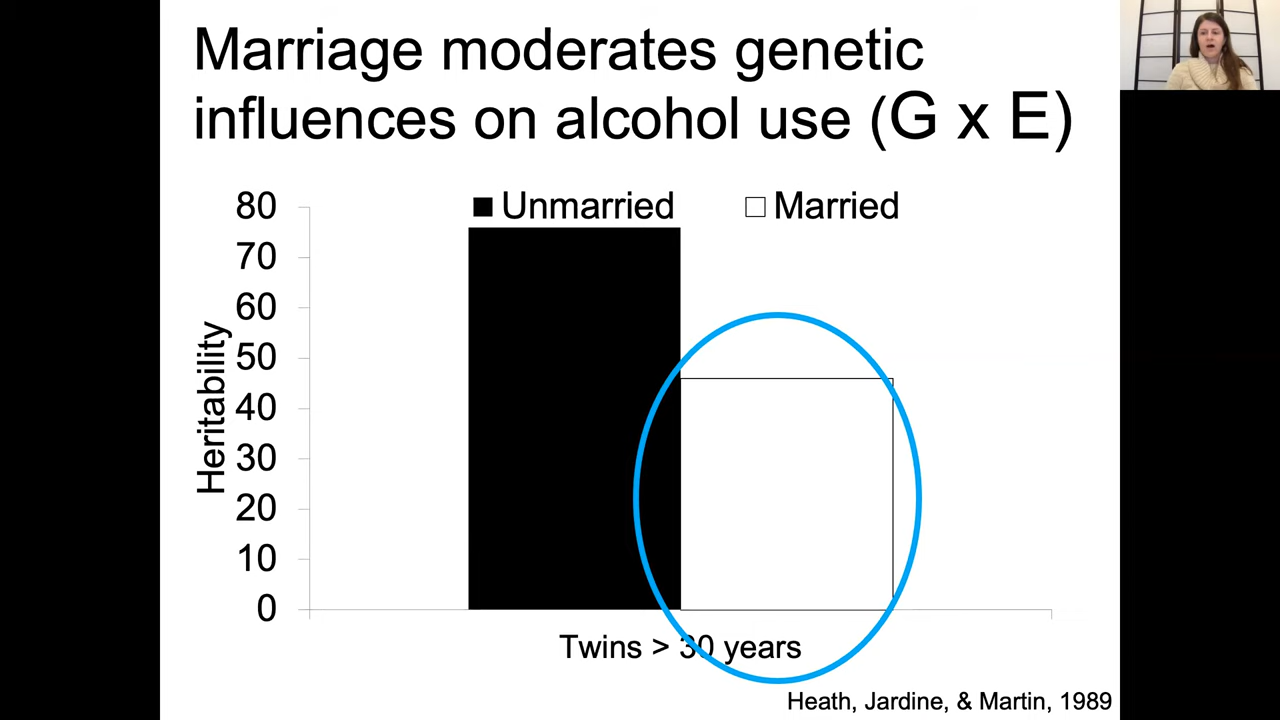 Marriage moderates genetic
influences on alcohol use (G x E)
Unmarried
Married
80
70
60
50
40
30
20
10
0
Heritability
Twins > 30 years
Heath, Jardine, & Martin, 1989